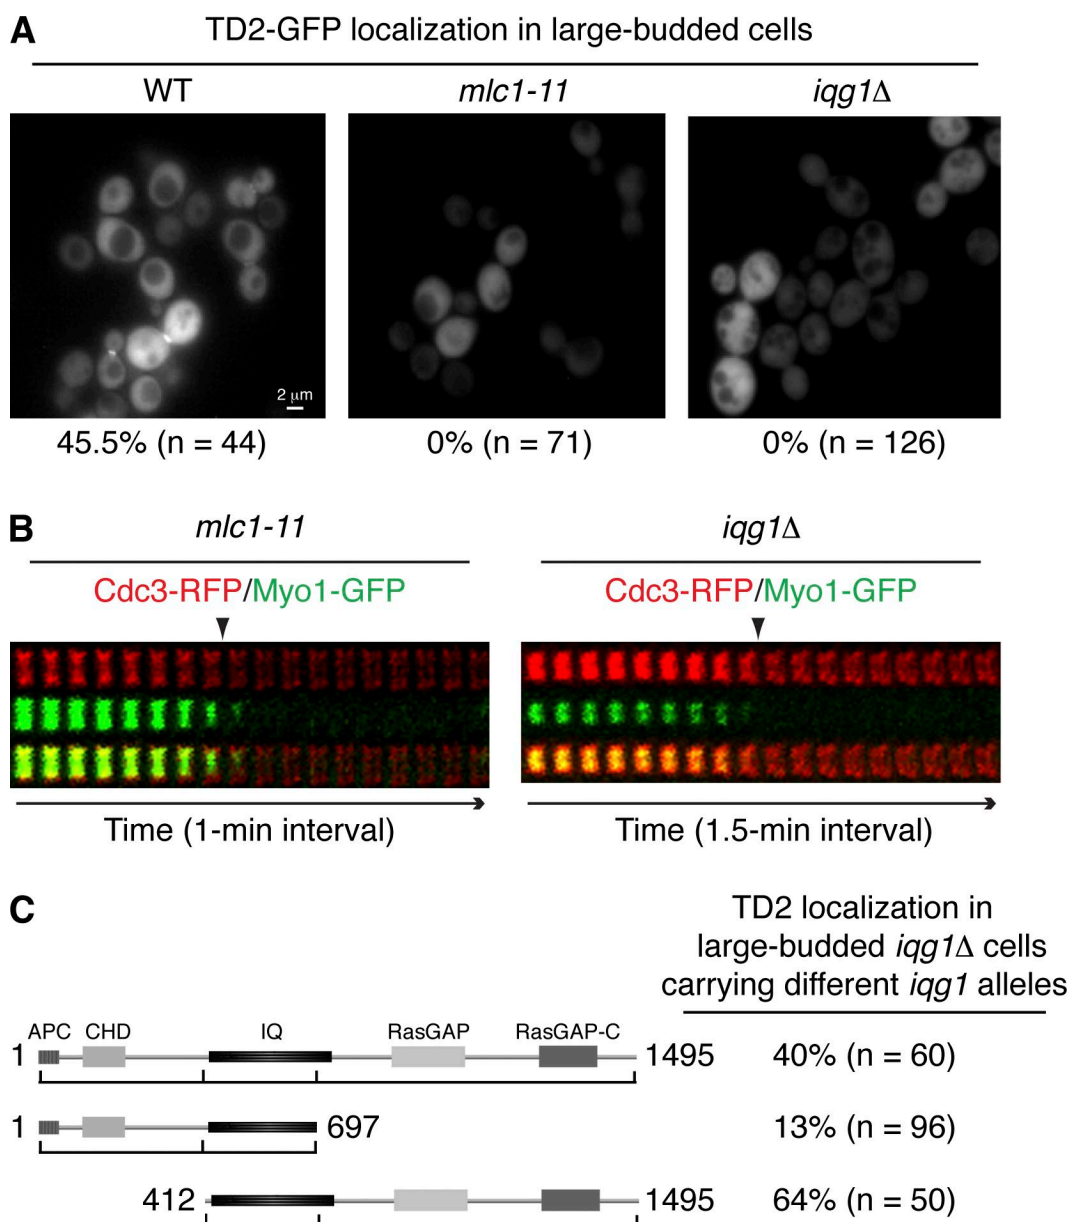 A
TD2-GFP localization in large-budded cells
WT
mlc1-11
iqg1Δ
2 μm
45.5% (n = 44)
0% (n = 71)
0% (n = 126)
B
mlc1-11
iqg1Δ
Cdc3-RFP/Myo1-GFP
Cdc3-RFP/Myo1-GFP
Time (1-min interval)
Time (1.5-min interval)
C
TD2 localization in
large-budded iqg1Δ cells
carrying different iqg1 alleles
APC CHD IQ RasGAP RasGAP-C
1 1495 40% (n = 60)
1 697 13% (n = 96)
412 1495 64% (n = 50)